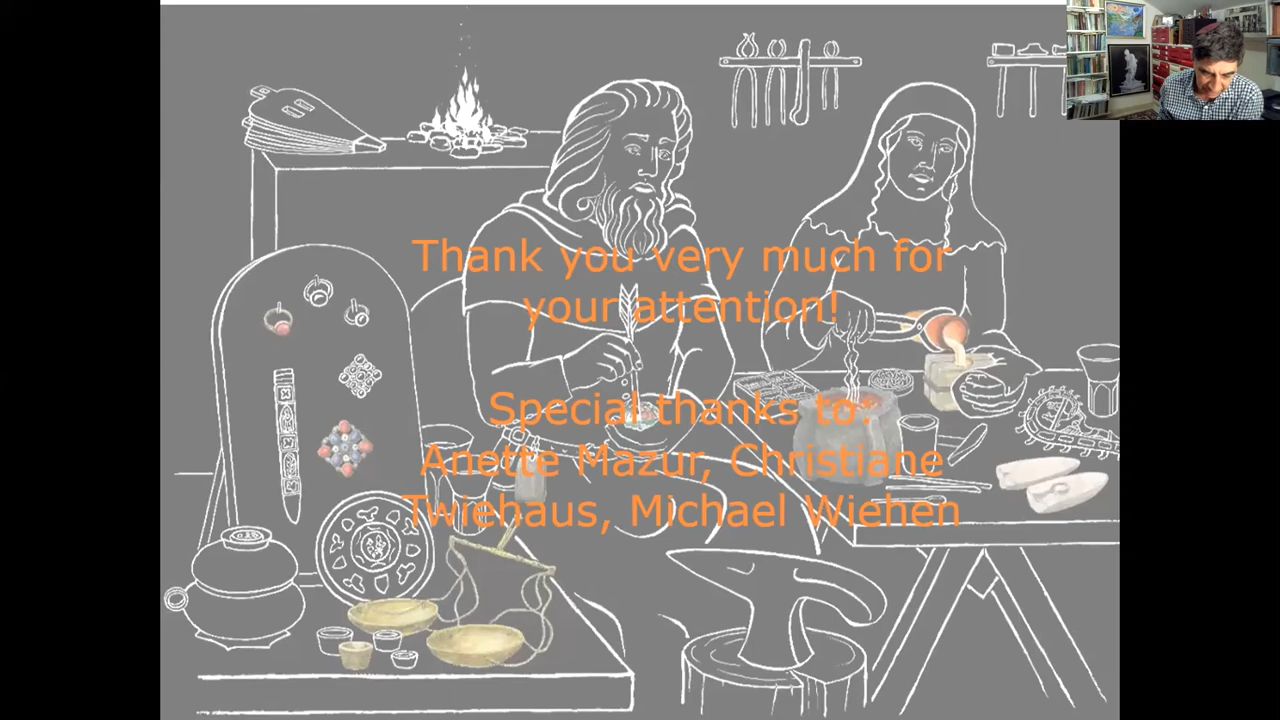 Thank you very much for
your attention!
Special thanks to:
Anette Mazur, Christiane
Twiehaus, Michael Wiehen